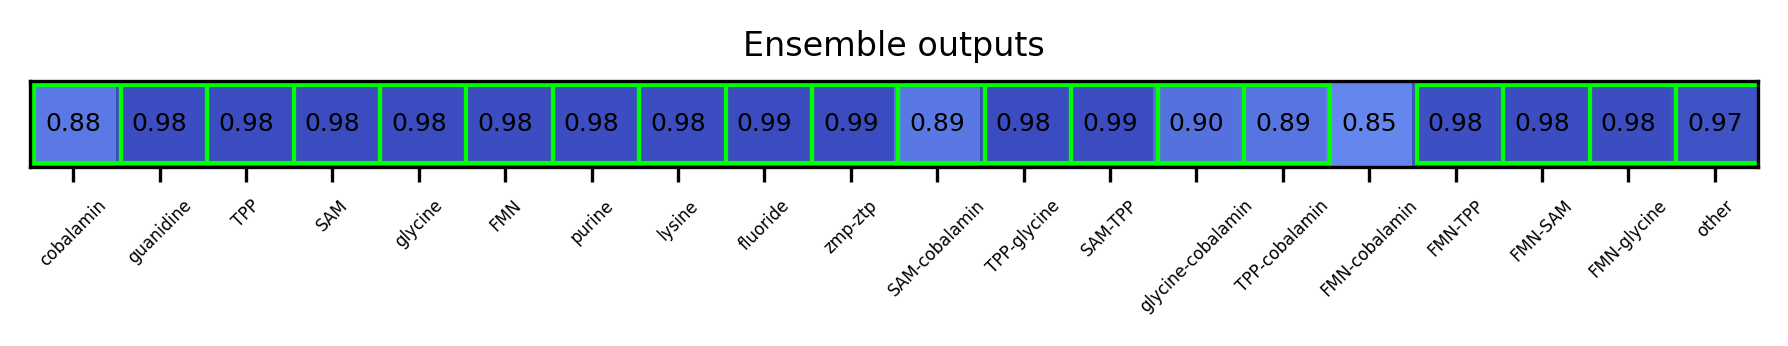 Ensemble outputs
0.88 0.98 0.98 0.98 0.98 0.98 0.98 0.98 0.99 0.99 0.89 0.98 0.99 0.90 0.89 0.85 0.98 0.98 0.98 0.97
cobalamin guanidine TPP SAM glycine FMN purine lysine fluoride zmp-ztp SAM-cobalamin TPP-glycine SAM-TPP glycine-cobalamin TPP-cobalamin FMN-cobalamin FMN-TPP FMN-SAM FMN-glycine other